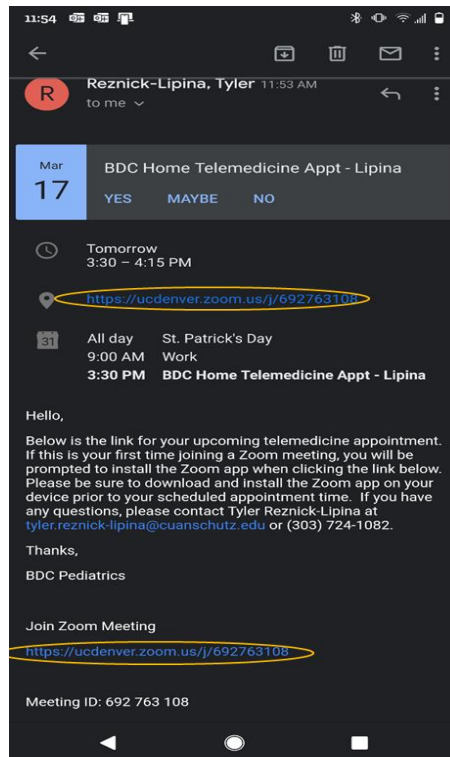 11:54
R
Reznick-Lipina, Tyler 11:53 AM
to me
Mar
17
BDC Home Telemedicine Appt - Lipina
YES MAYBE NO
Tomorrow
3:30 – 4:15 PM
https://ucdenver.zoom.us/j/692763108
31
All day St. Patrick's Day
9:00 AM Work
3:30 PM BDC Home Telemedicine Appt - Lipina
Hello,
Below is the link for your upcoming telemedicine appointment.
If this is your first time joining a Zoom meeting, you will be
prompted to install the Zoom app when clicking the link below.
Please be sure to download and install the Zoom app on your
device prior to your scheduled appointment time. If you have
any questions, please contact Tyler Reznick-Lipina at
tyler.reznick-lipina@cuanschutz.edu or (303) 724-1082.
Thanks,
BDC Pediatrics
Join Zoom Meeting
https://ucdenver.zoom.us/j/692763108
Meeting ID: 692 763 108